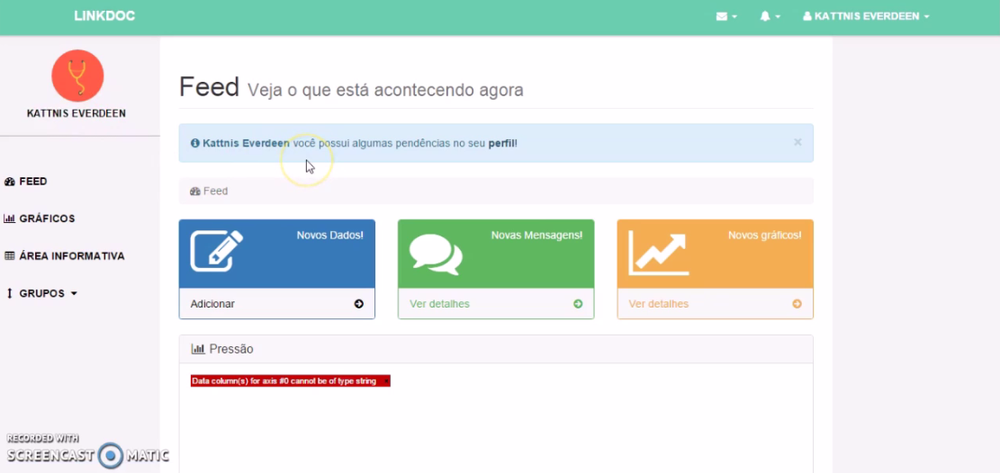 LINKDOC
KATTNIS EVERDEEN
KATTNIS EVERDEEN
FEED
GRÁFICOS
ÁREA INFORMATIVA
GRUPOS
Feed Veja o que está acontecendo agora
Kattnis Everdeen você possui algumas pendências no seu perfil!
×
Feed
Novos Dados!
Adicionar
Novas Mensagens!
Ver detalhes
Novos gráficos!
Ver detalhes
Pressão
Data column(s) for axis #0 cannot be of type string ×
RECORDED WITH
SCREENCAST MATIC